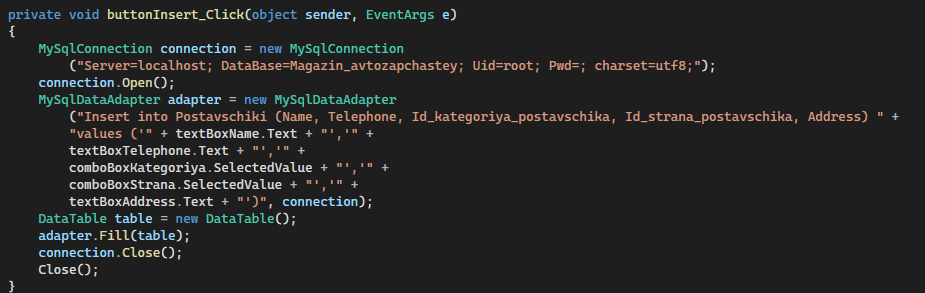 private void buttonInsert_Click(object sender, EventArgs e)
{
    MySqlConnection connection = new MySqlConnection
        ("Server=localhost; DataBase=Magazin_avtozapchastey; Uid=root; Pwd=; charset=utf8;");
    connection.Open();
    MySqlDataAdapter adapter = new MySqlDataAdapter
        ("Insert into Postavschiki (Name, Telephone, Id_kategoriya_postavschika, Id_strana_postavschika, Address) " +
        "values ('" + textBoxName.Text + "','" +
        textBoxTelephone.Text + "','" +
        comboBoxKategoriya.SelectedValue + "','" +
        comboBoxStrana.SelectedValue + "','" +
        textBoxAddress.Text + "')", connection);
    DataTable table = new DataTable();
    adapter.Fill(table);
    connection.Close();
    Close();
}